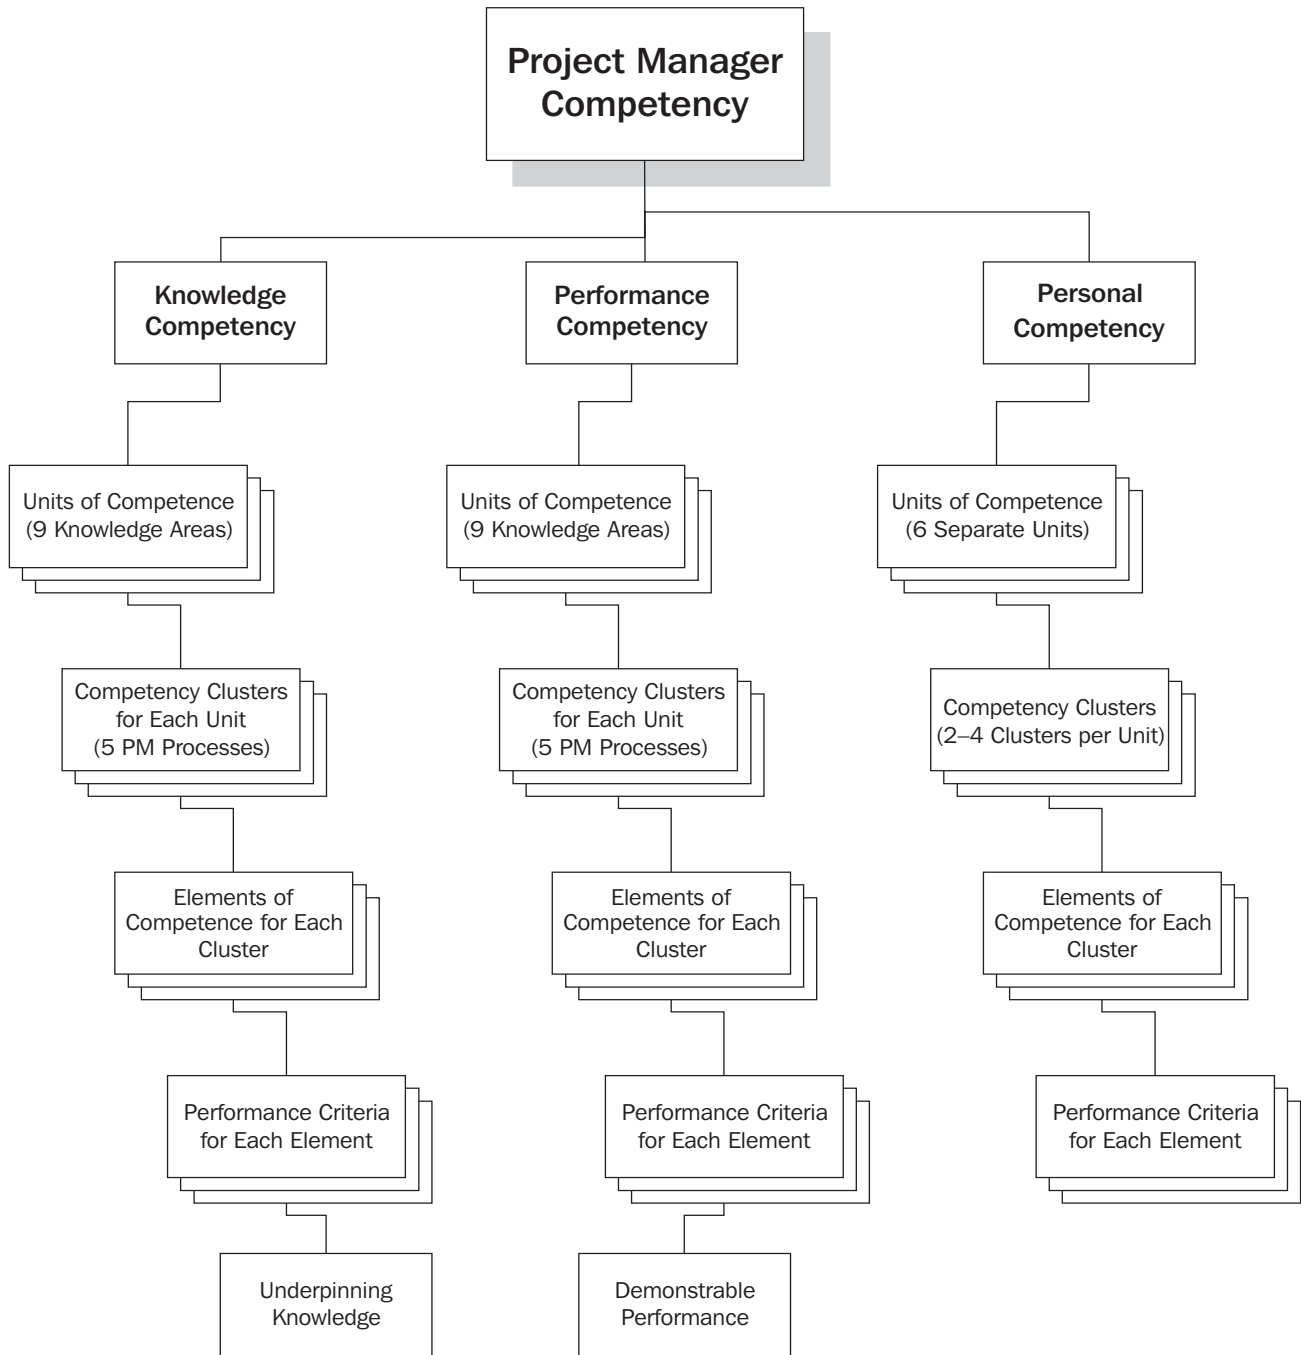 Project Manager
Competency
Knowledge
Competency
Performance
Competency
Personal
Competency
Units of Competence
(9 Knowledge Areas)
Units of Competence
(9 Knowledge Areas)
Units of Competence
(6 Separate Units)
Competency Clusters
for Each Unit
(5 PM Processes)
Competency Clusters
for Each Unit
(5 PM Processes)
Competency Clusters
(2–4 Clusters per Unit)
Elements of
Competence for Each
Cluster
Elements of
Competence for Each
Cluster
Elements of
Competence for Each
Cluster
Performance Criteria
for Each Element
Performance Criteria
for Each Element
Performance Criteria
for Each Element
Underpinning
Knowledge
Demonstrable
Performance